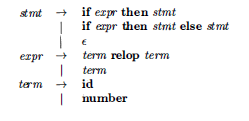 stmt → if expr then stmt
| if expr then stmt else stmt
| ϵ
expr → term relop term
| term
term → id
| number